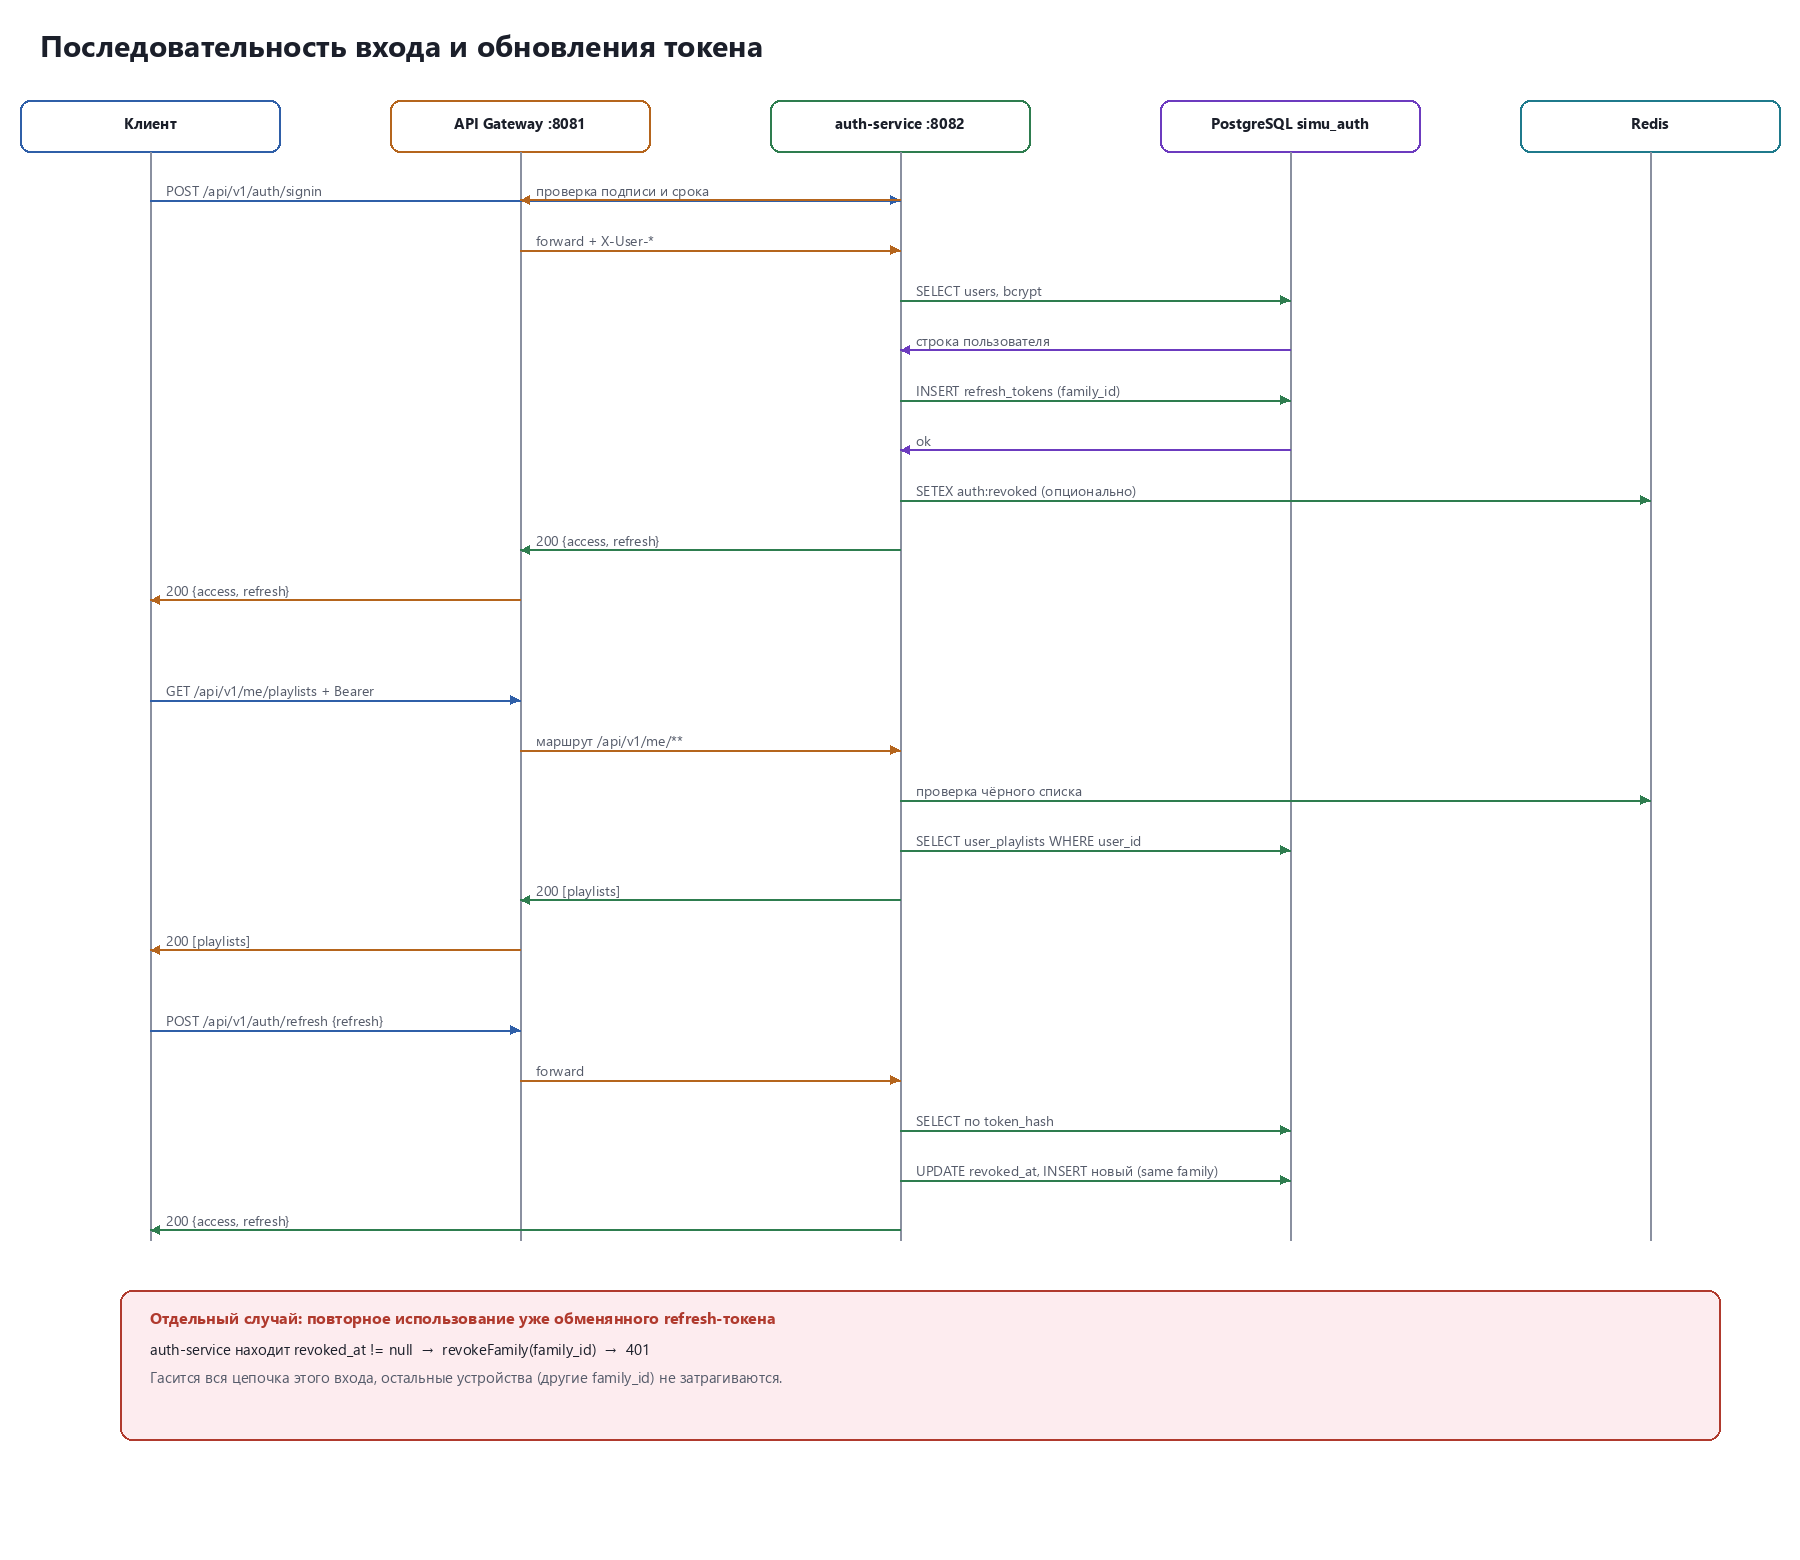 Последовательность входа и обновления токена
Клиент
API Gateway :8081
auth-service :8082
PostgreSQL simu_auth
Redis
POST /api/v1/auth/signin
проверка подписи и срока
forward + X-User-*
SELECT users, bcrypt
строка пользователя
INSERT refresh_tokens (family_id)
ok
SETEX auth:revoked (опционально)
200 {access, refresh}
200 {access, refresh}
GET /api/v1/me/playlists + Bearer
маршрут /api/v1/me/**
проверка чёрного списка
SELECT user_playlists WHERE user_id
200 [playlists]
200 [playlists]
POST /api/v1/auth/refresh {refresh}
forward
SELECT по token_hash
UPDATE revoked_at, INSERT новый (same family)
200 {access, refresh}
Отдельный случай: повторное использование уже обменянного refresh-токена
auth-service находит revoked_at != null → revokeFamily(family_id) → 401
Гасится вся цепочка этого входа, остальные устройства (другие family_id) не затрагиваются.